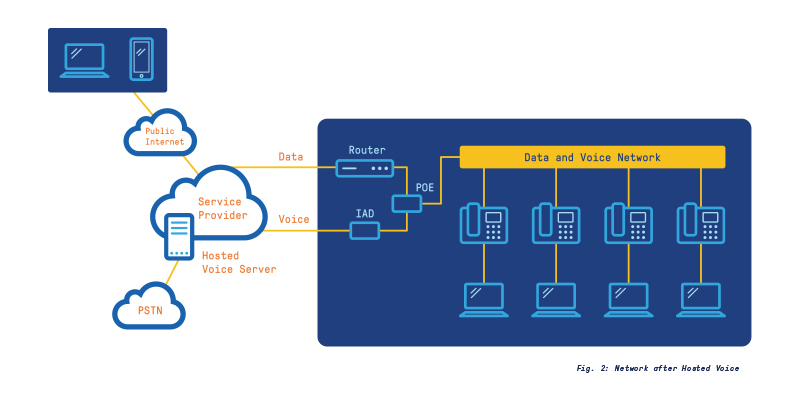 Public
Internet
Service
Provider
Hosted
Voice Server
PSTN
Data
Voice
Router
IAD
POE
Data and Voice Network
Fig. 2: Network after Hosted Voice